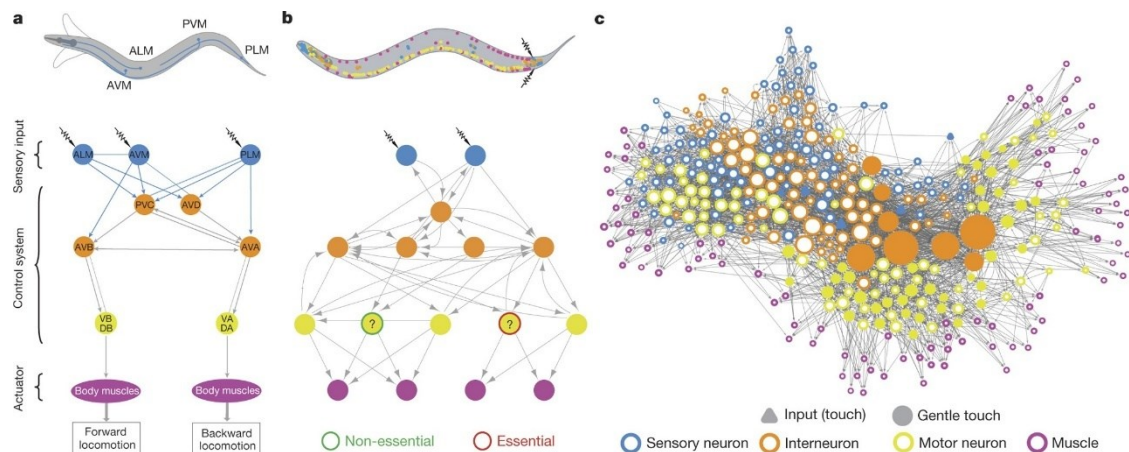 a
PVM
ALM
PLM
AVM
Sensory input
ALM
AVM
PLM
PVC
AVD
Control system
AVB
AVA
VB
DB
VA
DA
Actuator
Body muscles
Body muscles
Forward
locomotion
Backward
locomotion
b
?
?
Non-essential
Essential
c
Input (touch)
Gentle touch
Sensory neuron
Interneuron
Motor neuron
Muscle